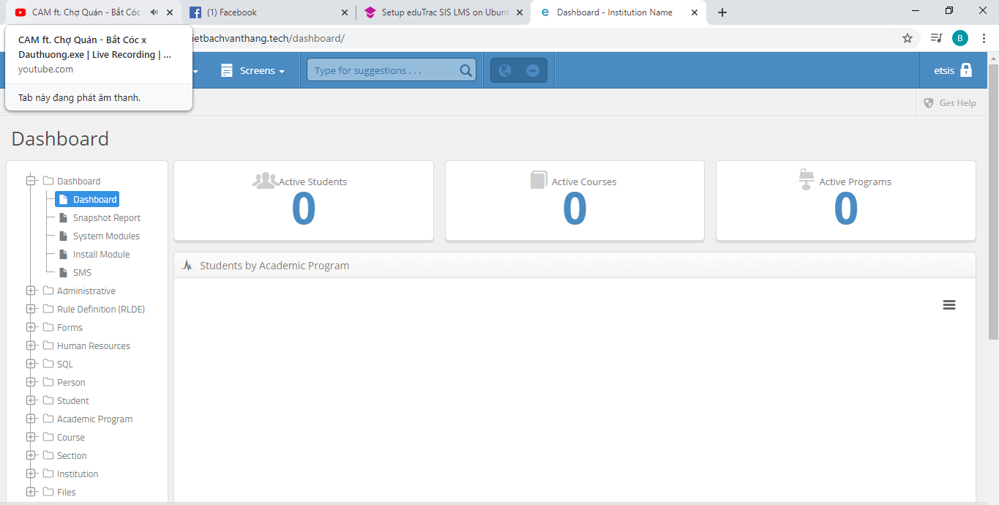 CAM ft. Chợ Quán - Bắt Cóc
(1) Facebook
Setup eduTrac SIS LMS on Ubunt
Dashboard - Institution Name
CAM ft. Chợ Quán - Bắt Cóc x
Dauthuong.exe | Live Recording | ...
youtube.com
Tab này đang phát âm thanh.
ietbachvanthang.tech/dashboard/
B
Screens
Type for suggestions . . .
etsis
Get Help
Dashboard
Dashboard
Dashboard
Snapshot Report
System Modules
Install Module
SMS
Administrative
Rule Definition (RLDE)
Forms
Human Resources
SQL
Person
Student
Academic Program
Course
Section
Institution
Files
Active Students
0
Active Courses
0
Active Programs
0
Students by Academic Program